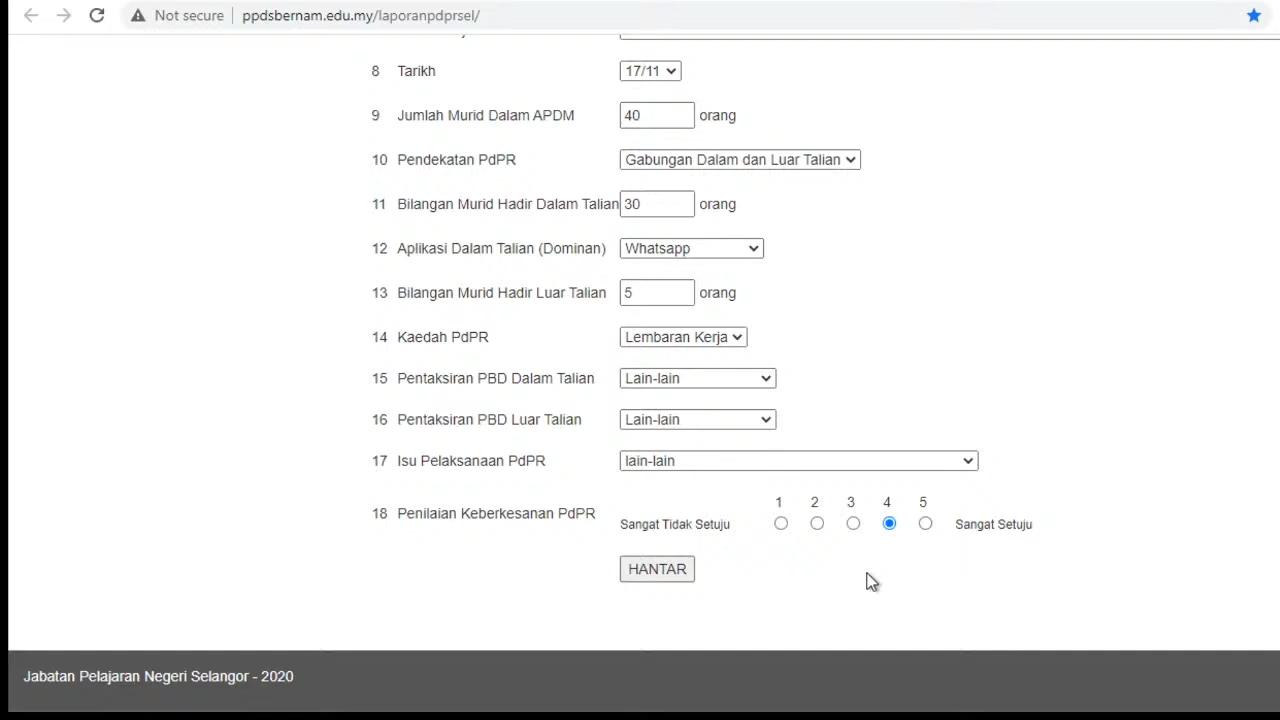 Not secure ppdsbernam.edu.my/laporanpdprsel/
8 Tarikh 17/11
9 Jumlah Murid Dalam APDM 40 orang
10 Pendekatan PdPR Gabungan Dalam dan Luar Talian
11 Bilangan Murid Hadir Dalam Talian 30 orang
12 Aplikasi Dalam Talian (Dominan) Whatsapp
13 Bilangan Murid Hadir Luar Talian 5 orang
14 Kaedah PdPR Lembaran Kerja
15 Pentaksiran PBD Dalam Talian Lain-lain
16 Pentaksiran PBD Luar Talian Lain-lain
17 Isu Pelaksanaan PdPR lain-lain
1 2 3 4 5
18 Penilaian Keberkesanan PdPR Sangat Tidak Setuju Sangat Setuju
HANTAR
Jabatan Pelajaran Negeri Selangor - 2020